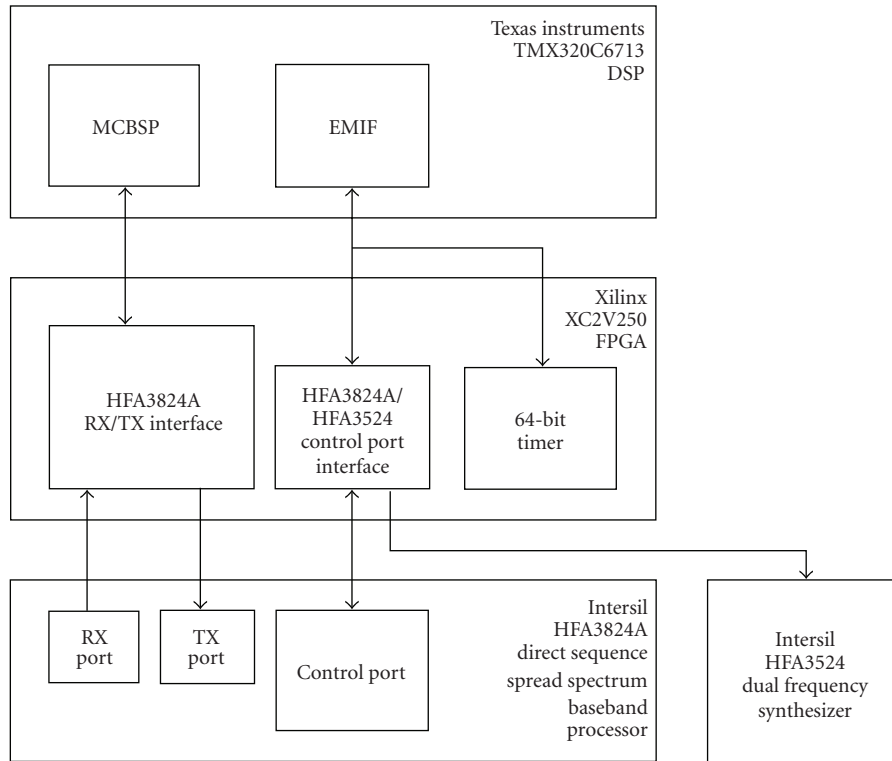 Texas instruments
TMX320C6713
DSP
MCBSP
EMIF
Xilinx
XC2V250
FPGA
HFA3824A
RX/TX interface
HFA3824A/
HFA3524
control port
interface
64-bit
timer
RX
port
TX
port
Control port
Intersil
HFA3824A
direct sequence
spread spectrum
baseband
processor
Intersil
HFA3524
dual frequency
synthesizer